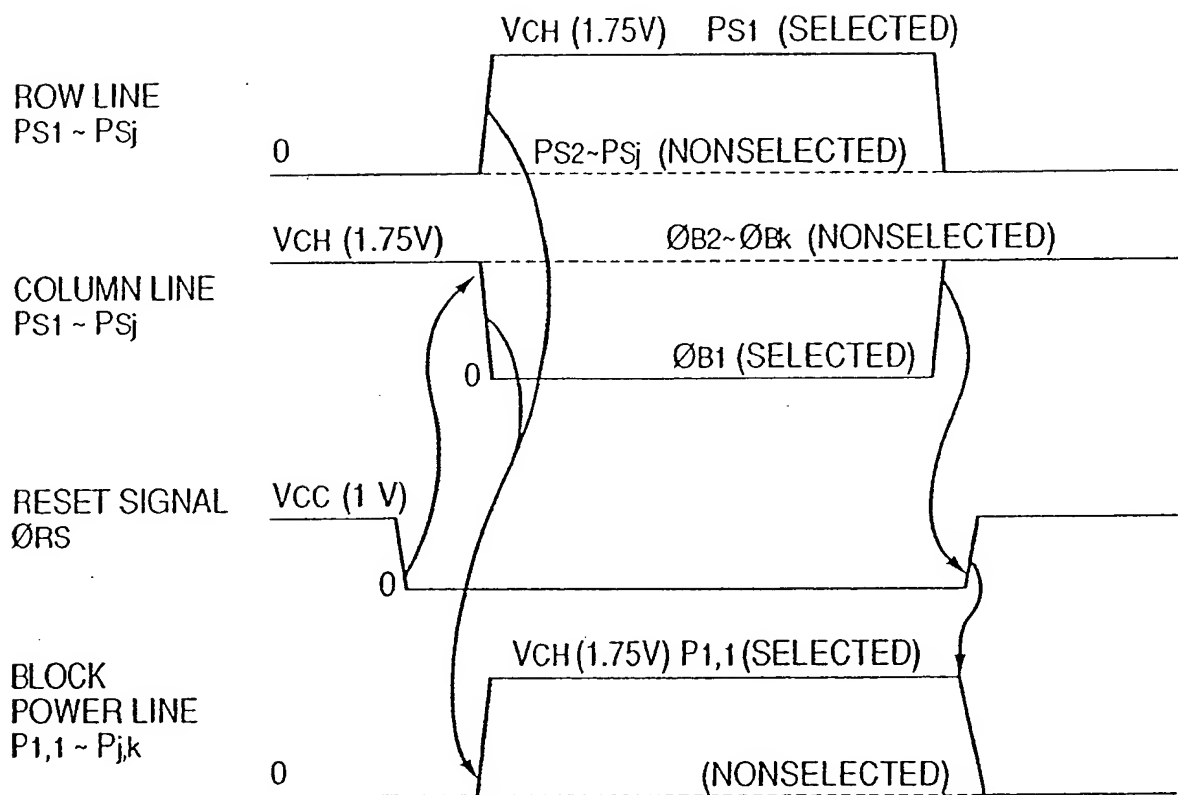 VCH (1.75V) PS1 (SELECTED)
ROW LINE
PS1 ~ PSj
0
PS2~PSj (NONSELECTED)
VCH (1.75V)
ØB2~ØBk (NONSELECTED)
COLUMN LINE
PS1 ~ PSj
0
ØB1 (SELECTED)
RESET SIGNAL
ØRS
VCC (1 V)
0
VCH (1.75V) P1,1 (SELECTED)
BLOCK
POWER LINE
P1,1 ~ Pj,k
0
(NONSELECTED)